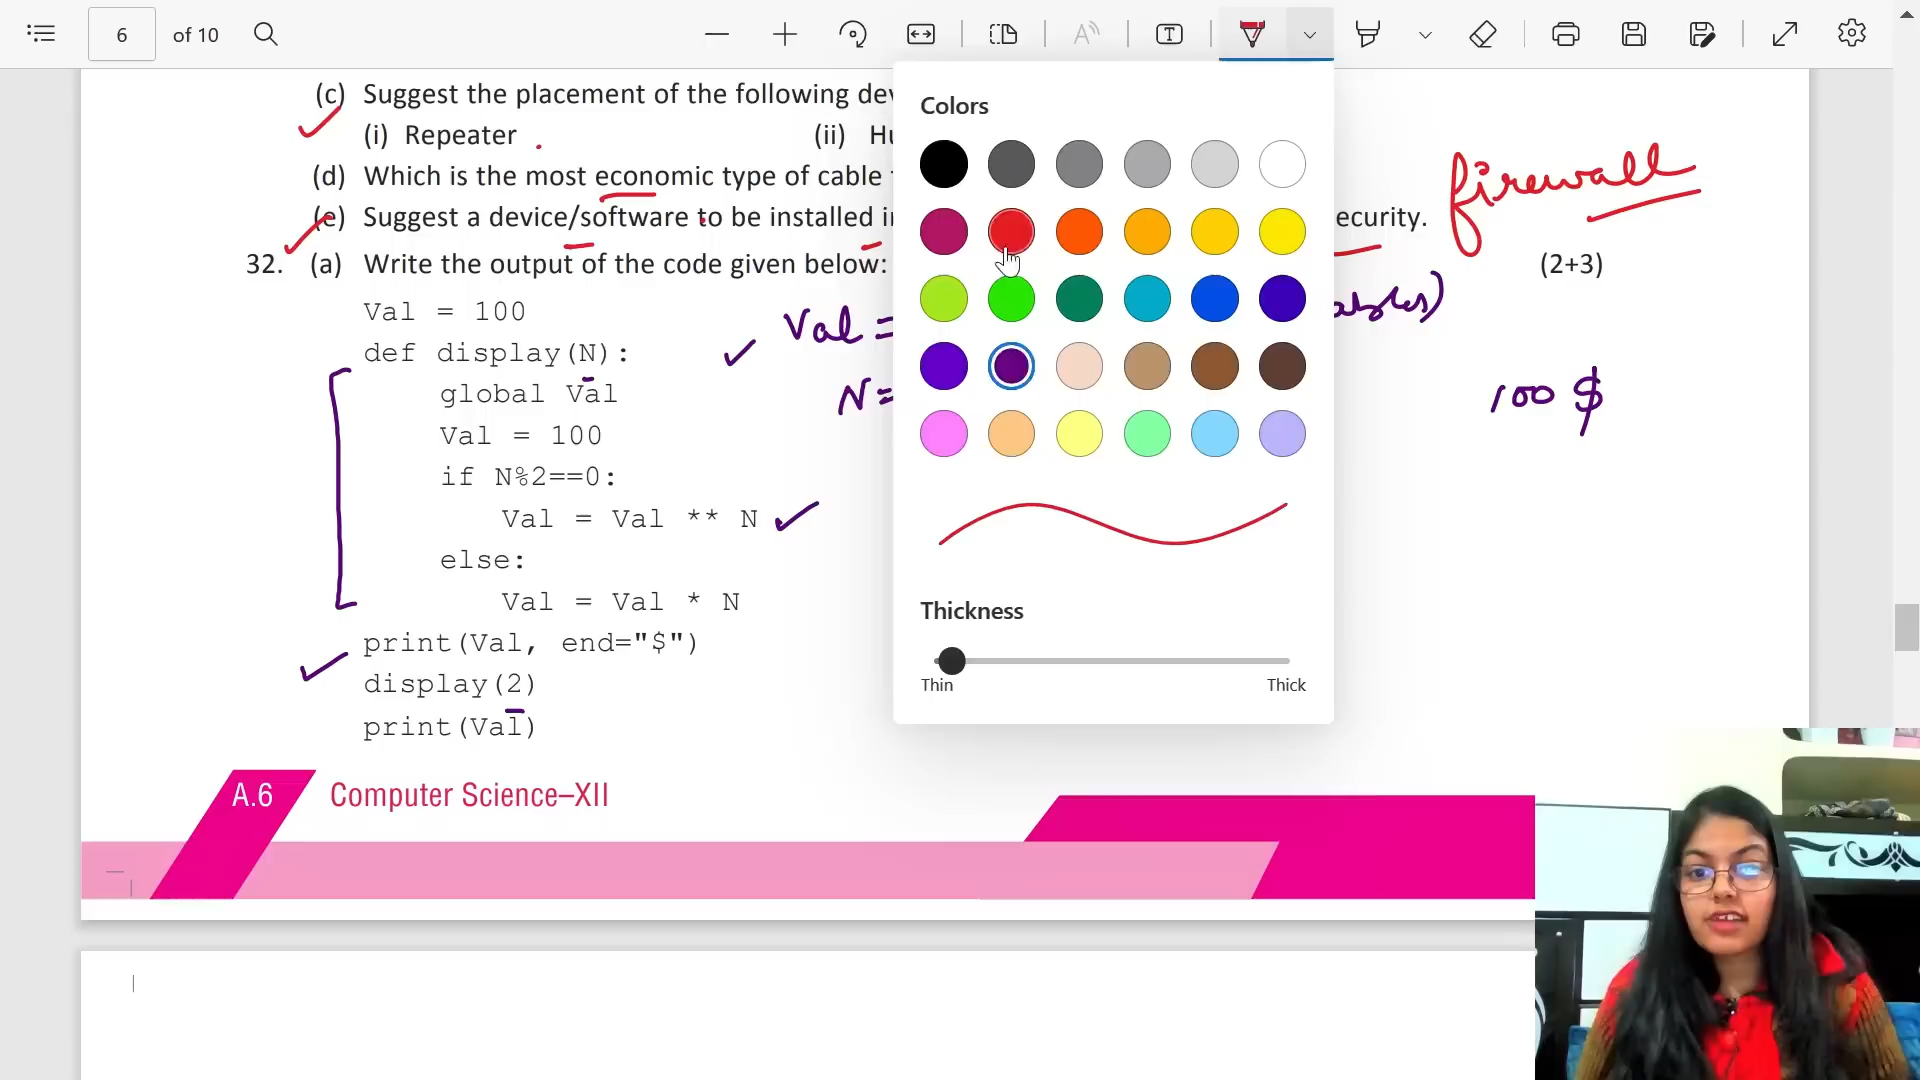 6 of 10
(c) Suggest the placement of the following
(i) Repeater (ii)
(d) Which is the most economic type of cable
(e) Suggest a device/software to be installed ecurity.
firewall
32. (a) Write the output of the code given below: (2+3)
Val = 100
Val =
def display(N):
N=
100 $
global Val
Val = 100
if N%2==0:
Val = Val ** N
else:
Val = Val * N
print(Val, end="$")
display(2)
print(Val)
A.6 Computer Science–XII
Colors
Thickness
Thin Thick